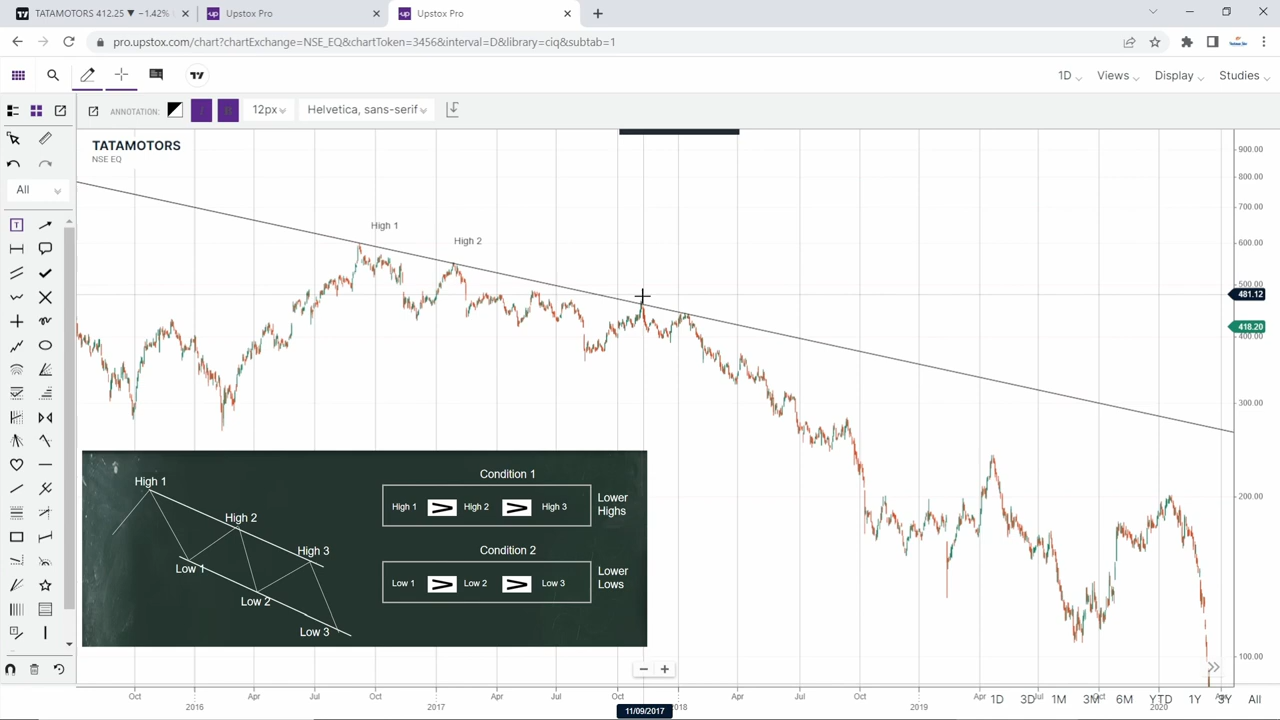 TATAMOTORS 412.25 ▼ −1.42%
Upstox Pro
Upstox Pro
pro.upstox.com/chart?chartExchange=NSE_EQ&chartToken=3456&interval=D&library=ciq&subtab=1
1D
Views
Display
Studies
ANNOTATION:
I
B
12px
Helvetica, sans-serif
All
T
TATAMOTORS
NSE EQ
High 1
High 2
900.00
800.00
700.00
600.00
500.00
481.12
418.20
400.00
300.00
200.00
100.00
High 1
High 2
High 3
Low 1
Low 2
Low 3
Condition 1
High 1 > High 2 > High 3
Lower
Highs
Condition 2
Low 1 > Low 2 > Low 3
Lower
Lows
Oct
Apr
Jul
Oct
Apr
Jul
Oct
Apr
Jul
Oct
Apr
Jul
Oct
2016
2017
2018
2019
2020
11/09/2017
1D 3D 1M 3M 6M YTD 1Y 3Y All